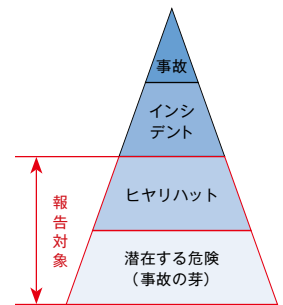 事故
インシ
デント
ヒヤリハット
報告対象
潜在する危険
（事故の芽）